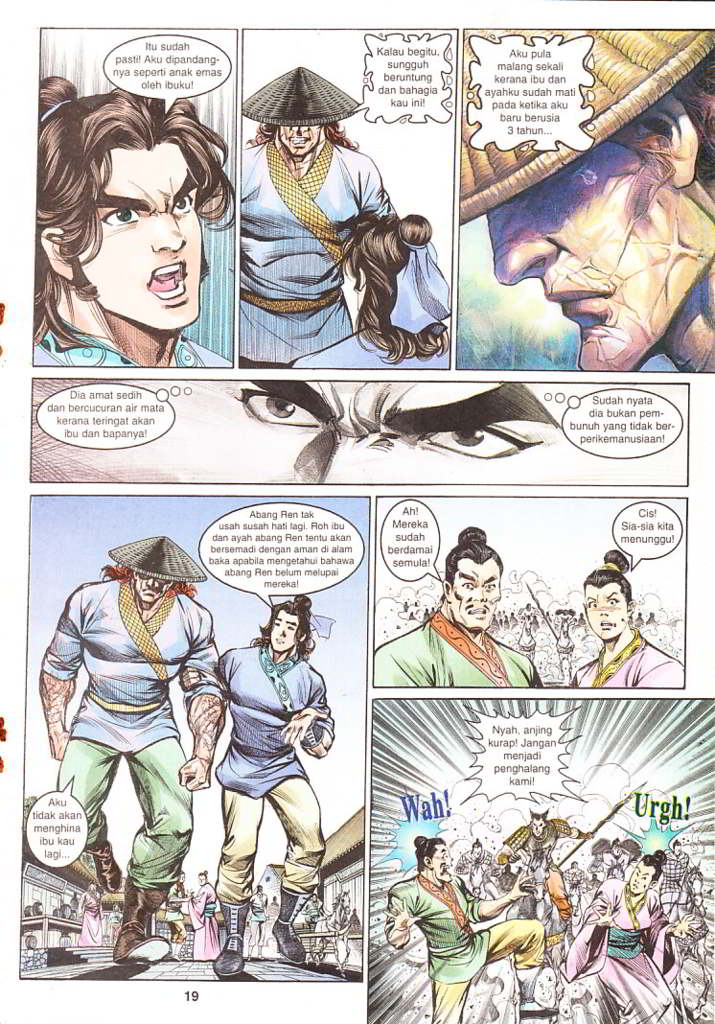 Itu sudah
pasti! Aku dipandang-
nya seperti anak emas
oleh ibuku!
Kalau begitu,
sungguh
beruntung
dan bahagia
kau ini!
Aku pula
malang sekali
kerana ibu dan
ayahku sudah mati
pada ketika aku
baru berusia
3 tahun...
Dia amat sedih
dan bercucuran air mata
kerana teringat akan
ibu dan bapanya!
Sudah nyata
dia bukan pem-
bunuh yang tidak ber-
perikemanusiaan!
Abang Ren tak
usah susah hati lagi. Roh ibu
dan ayah abang Ren tentu akan
bersemadi dengan aman di alam
baka apabila mengetahui bahawa
abang Ren belum melupai
mereka!
Aku
tidak akan
menghina
ibu kau
lagi...
Ah!
Mereka
sudah
berdamai
semula!
Cis!
Sia-sia kita
menunggu!
Nyah, anjing
kurap! Jangan
menjadi
penghalang
kami!
Wah!
Urgh!
19